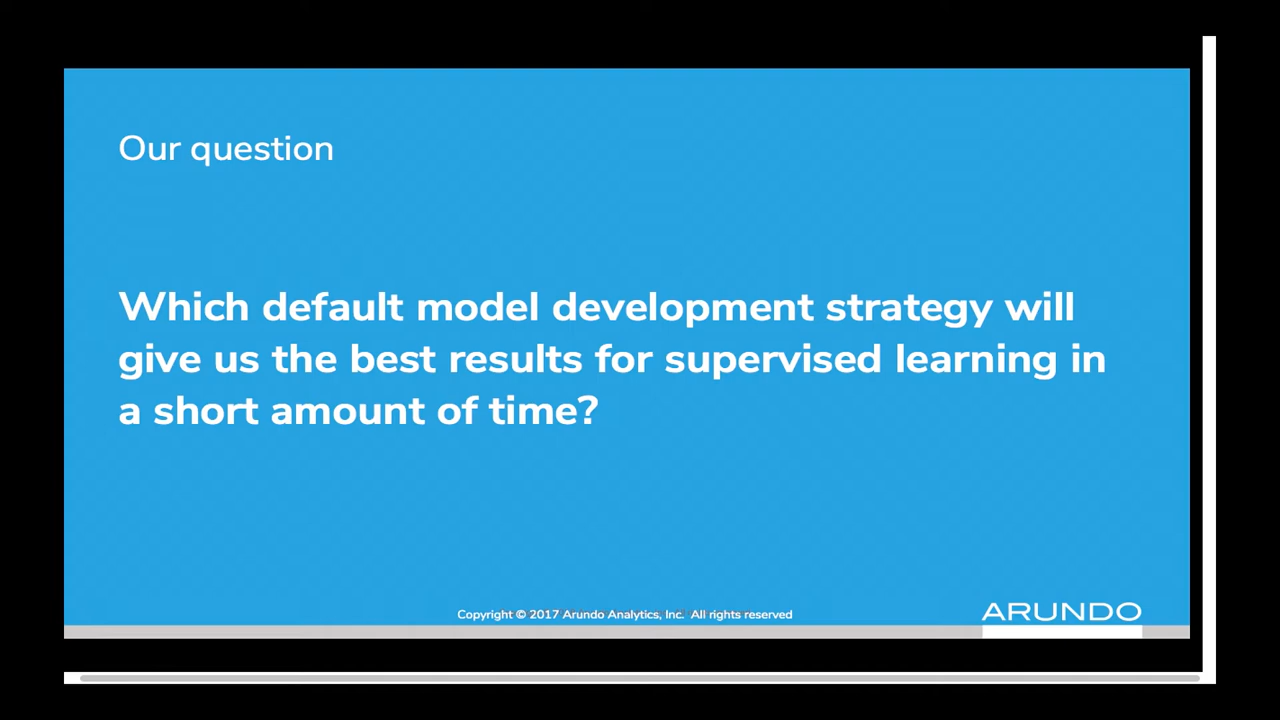 Our question
Which default model development strategy will
give us the best results for supervised learning in
a short amount of time?
Copyright © 2017 Arundo Analytics, Inc. All rights reserved
ARUNDO